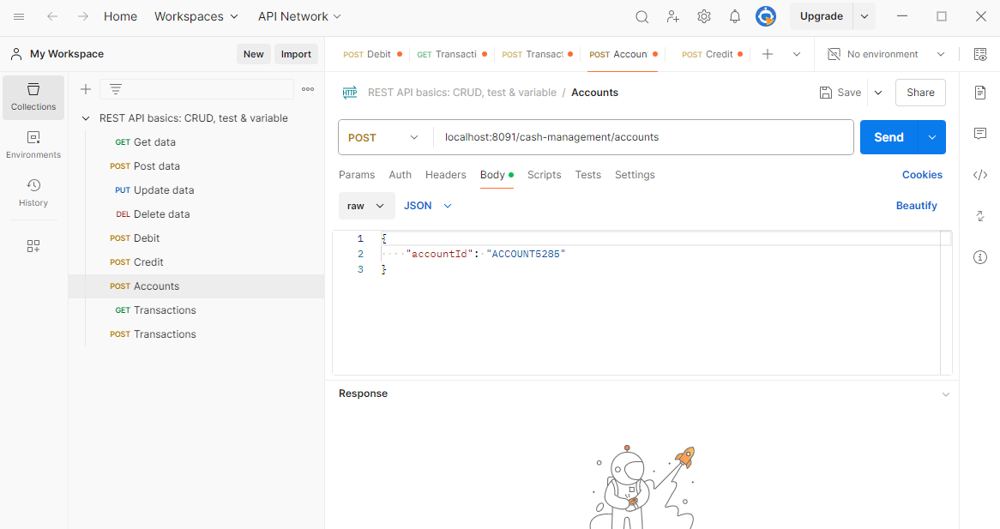 Home Workspaces API Network Upgrade
My Workspace New Import
POST Debit GET Transacti POST Transac POST Accoun POST Credit No environment
Collections
Environments
History
REST API basics: CRUD, test & variable
GET Get data
POST Post data
PUT Update data
DEL Delete data
POST Debit
POST Credit
POST Accounts
GET Transactions
POST Transactions
HTTP REST API basics: CRUD, test & variable / Accounts Save Share
POST localhost:8091/cash-management/accounts Send
Params Auth Headers Body Scripts Tests Settings Cookies
raw JSON Beautify
1 {
2 "accountId": "ACCOUNT5285"
3 }
Response